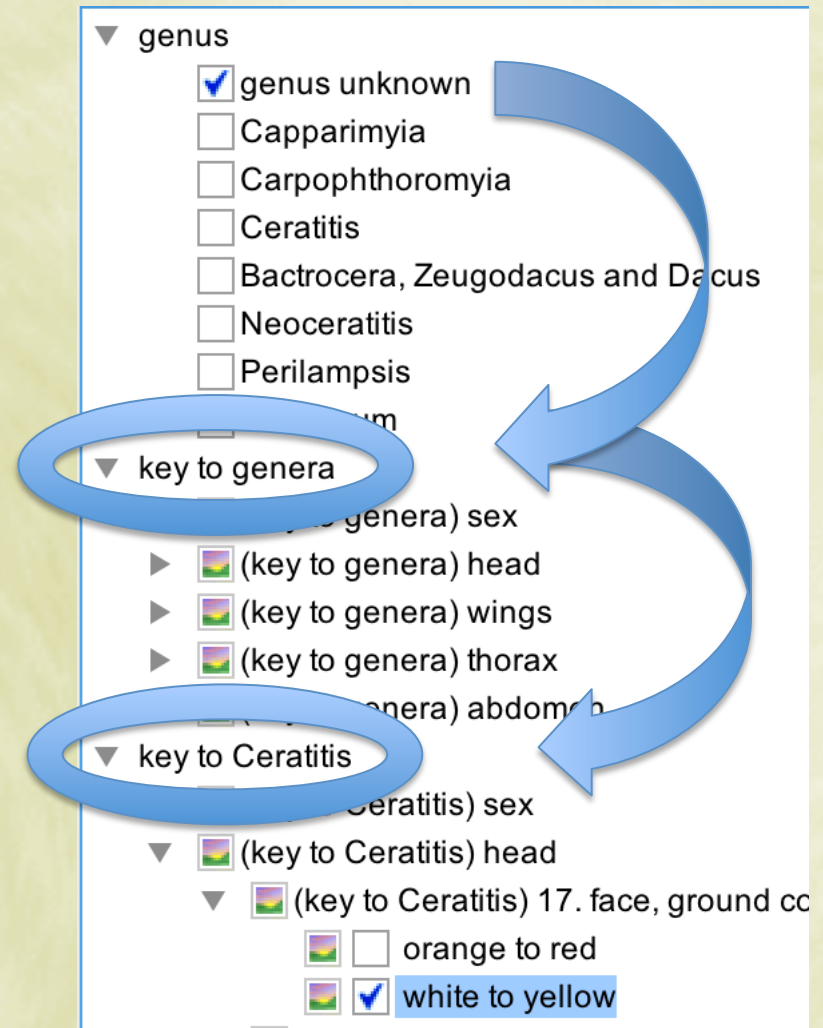 genus
genus unknown
Capparimyia
Carpophthoromyia
Ceratitis
Bactrocera, Zeugodacus and Dacus
Neoceratitis
Perilampsis
key to genera
genera) sex
(key to genera) head
(key to genera) wings
(key to genera) thorax
abdomen
key to Ceratitis
Ceratitis) sex
(key to Ceratitis) head
(key to Ceratitis) 17. face, ground
orange to red
white to yellow